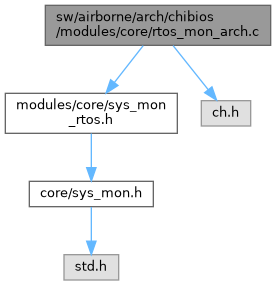 sw/airborne/arch/chibios
/modules/core/rtos_mon_arch.c
modules/core/sys_mon
_rtos.h
ch.h
core/sys_mon.h
std.h